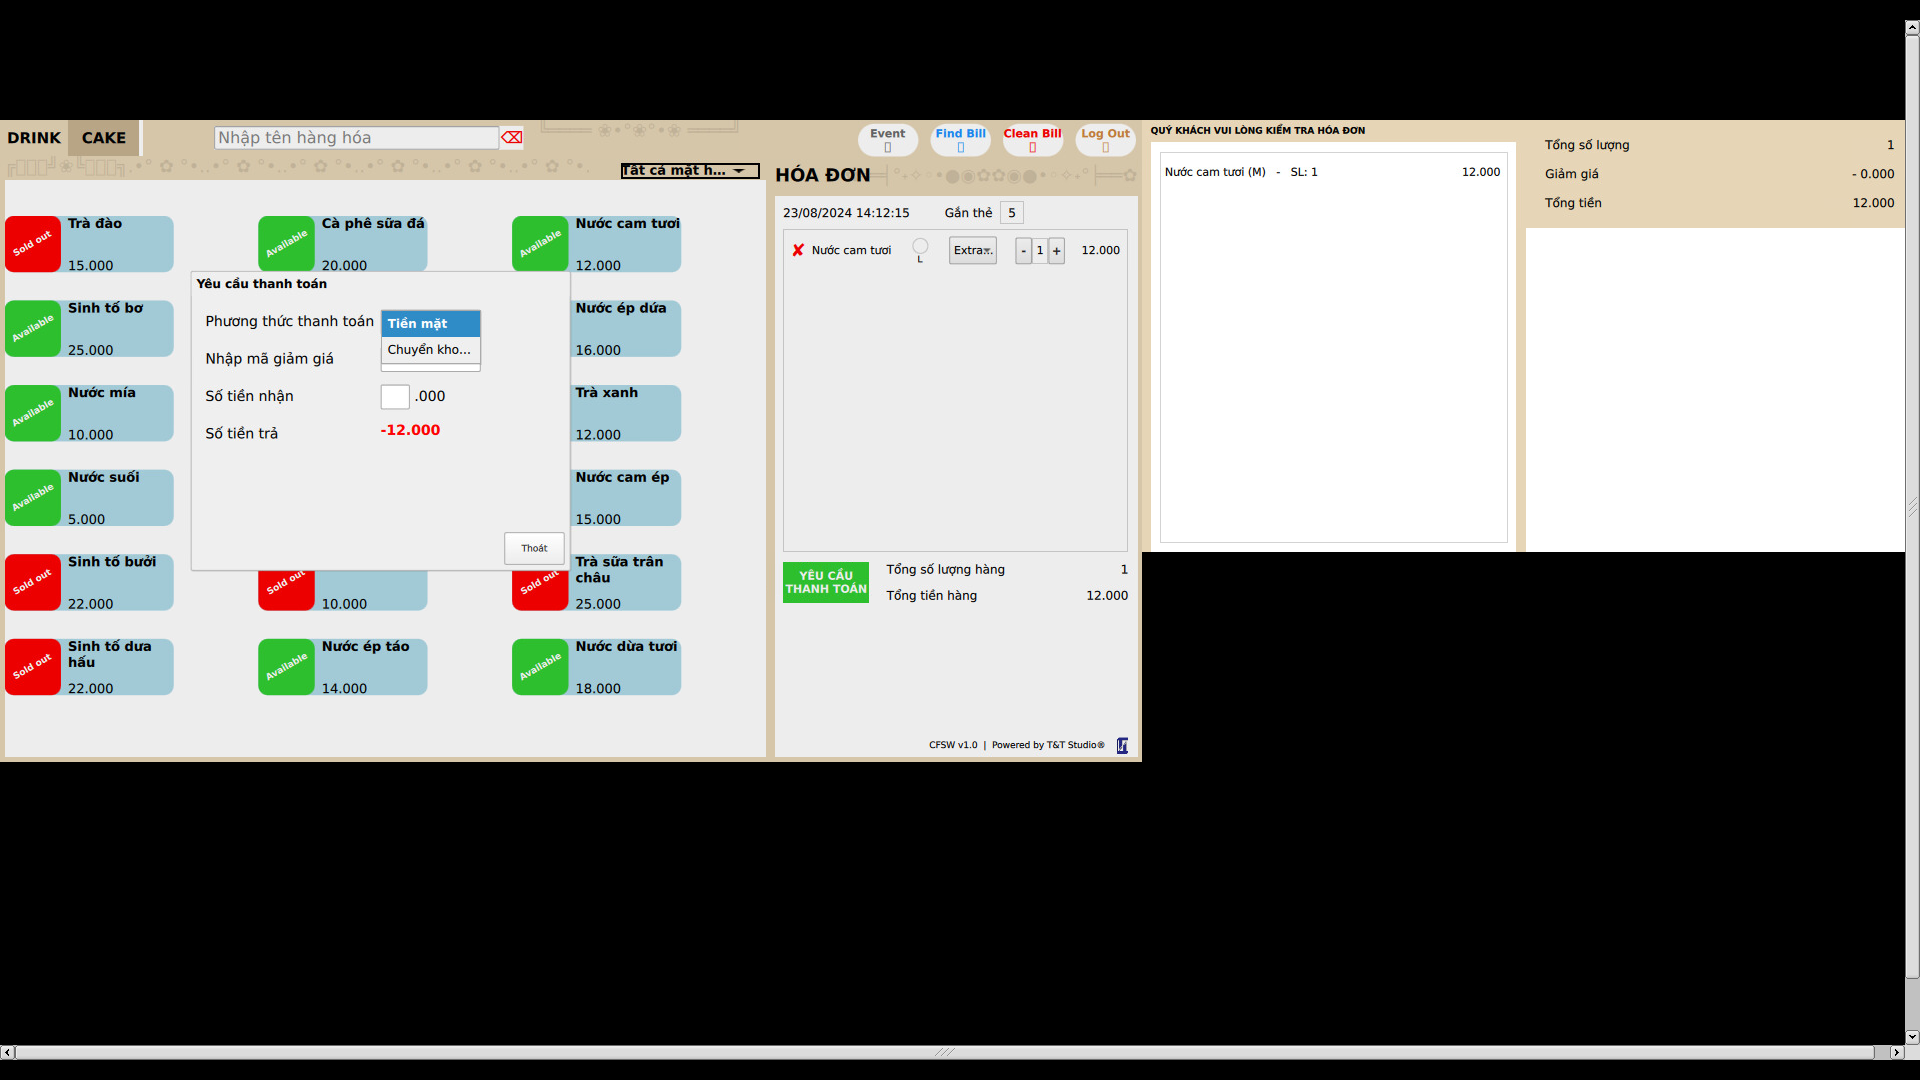 DRINK CAKE Nhập tên hàng hóa
Tất cả mặt h...
Sold out Trà đào 15.000
Available Cà phê sữa đá 20.000
Available Nước cam tươi 12.000
Available Sinh tố bơ 25.000
Nước ép dứa 16.000
Available Nước mía 10.000
Trà xanh 12.000
Available Nước suối 5.000
Nước cam ép 15.000
Sold out Sinh tố bưởi 22.000
Sold out 10.000
Sold out Trà sữa trân
châu 25.000
Sold out Sinh tố dưa
hấu 22.000
Available Nước ép táo 14.000
Available Nước dừa tươi 18.000
Yêu cầu thanh toán
Phương thức thanh toán Tiền mặt
Chuyển kho...
Nhập mã giảm giá
Số tiền nhận .000
Số tiền trả -12.000
Thoát
Event Find Bill Clean Bill Log Out
HÓA ĐƠN
23/08/2024 14:12:15 Gắn thẻ 5
✘ Nước cam tươi L Extra... - 1 + 12.000
YÊU CẦU
THANH TOÁN
Tổng số lượng hàng 1
Tổng tiền hàng 12.000
CFSW v1.0 | Powered by T&T Studio®
QUÝ KHÁCH VUI LÒNG KIỂM TRA HÓA ĐƠN
Nước cam tươi (M) - SL: 1 12.000
Tổng số lượng 1
Giảm giá - 0.000
Tổng tiền 12.000